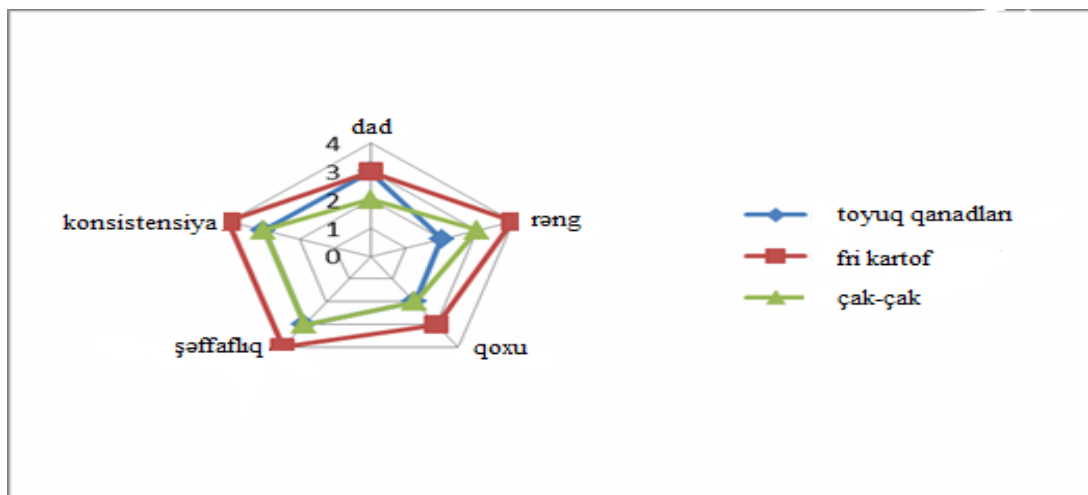 dad
4
3
2
1
0
konsistensiya
rəng
şəffaflıq
qoxu
toyuq qanadları
fri kartof
çak-çak